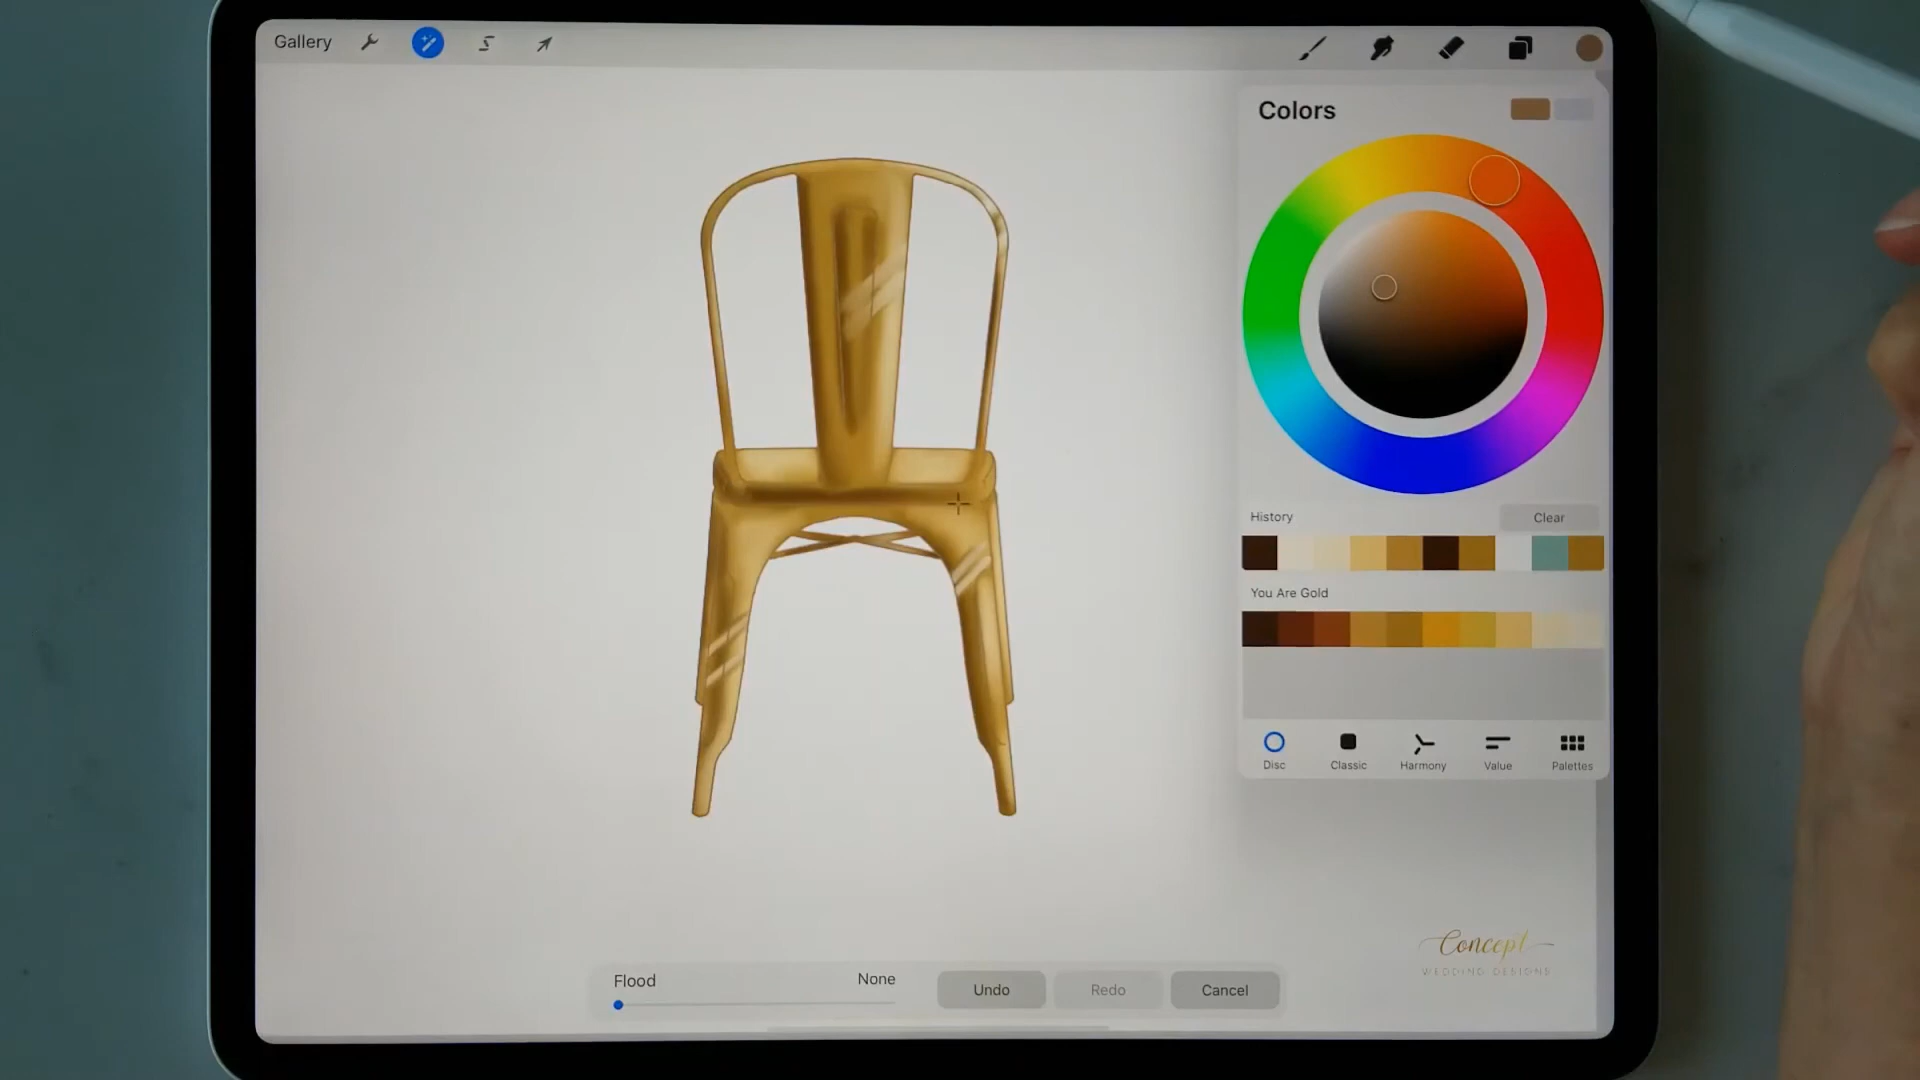 Gallery
Colors
History
Clear
You Are Gold
Disc
Classic
Harmony
Value
Palettes
Concept
WEDDING DESIGNS
Flood
None
Undo
Redo
Cancel